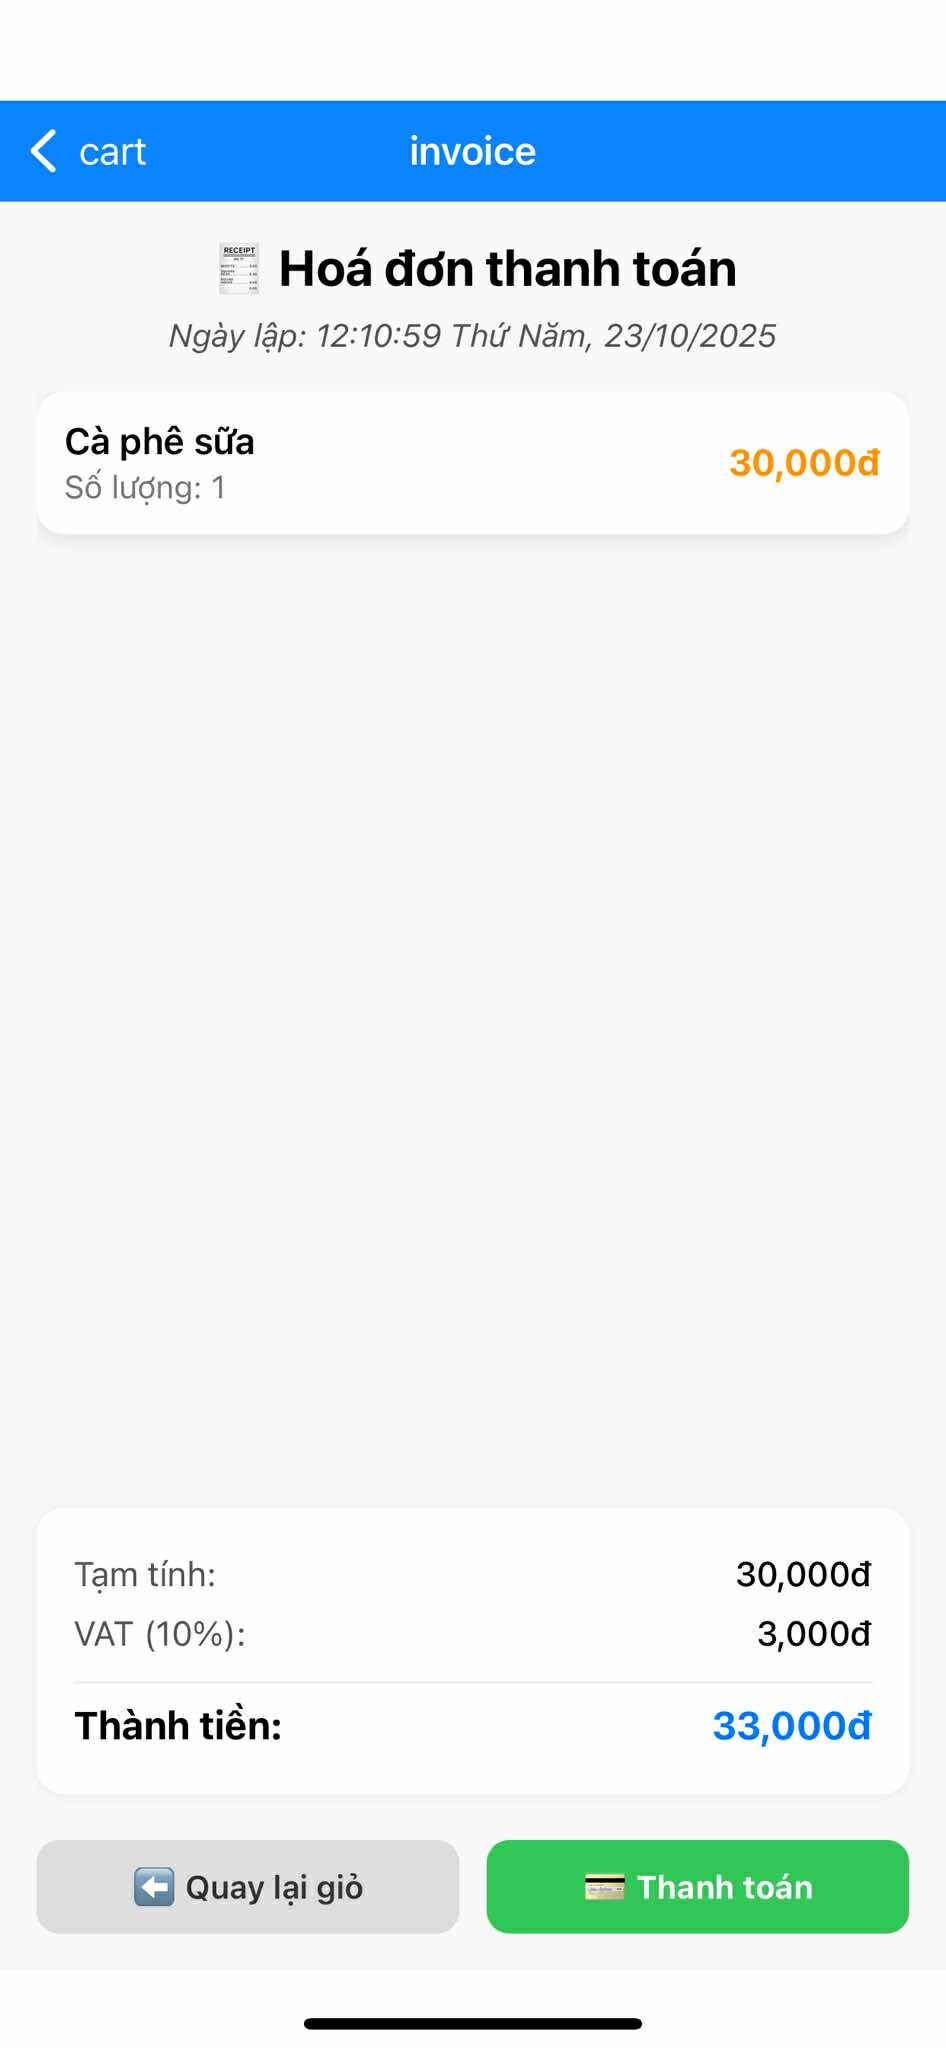 cart
invoice
Hoá đơn thanh toán
Ngày lập: 12:10:59 Thứ Năm, 23/10/2025
Cà phê sữa
Số lượng: 1
30,000đ
Tạm tính: 30,000đ
VAT (10%): 3,000đ
Thành tiền: 33,000đ
Quay lại giỏ
Thanh toán